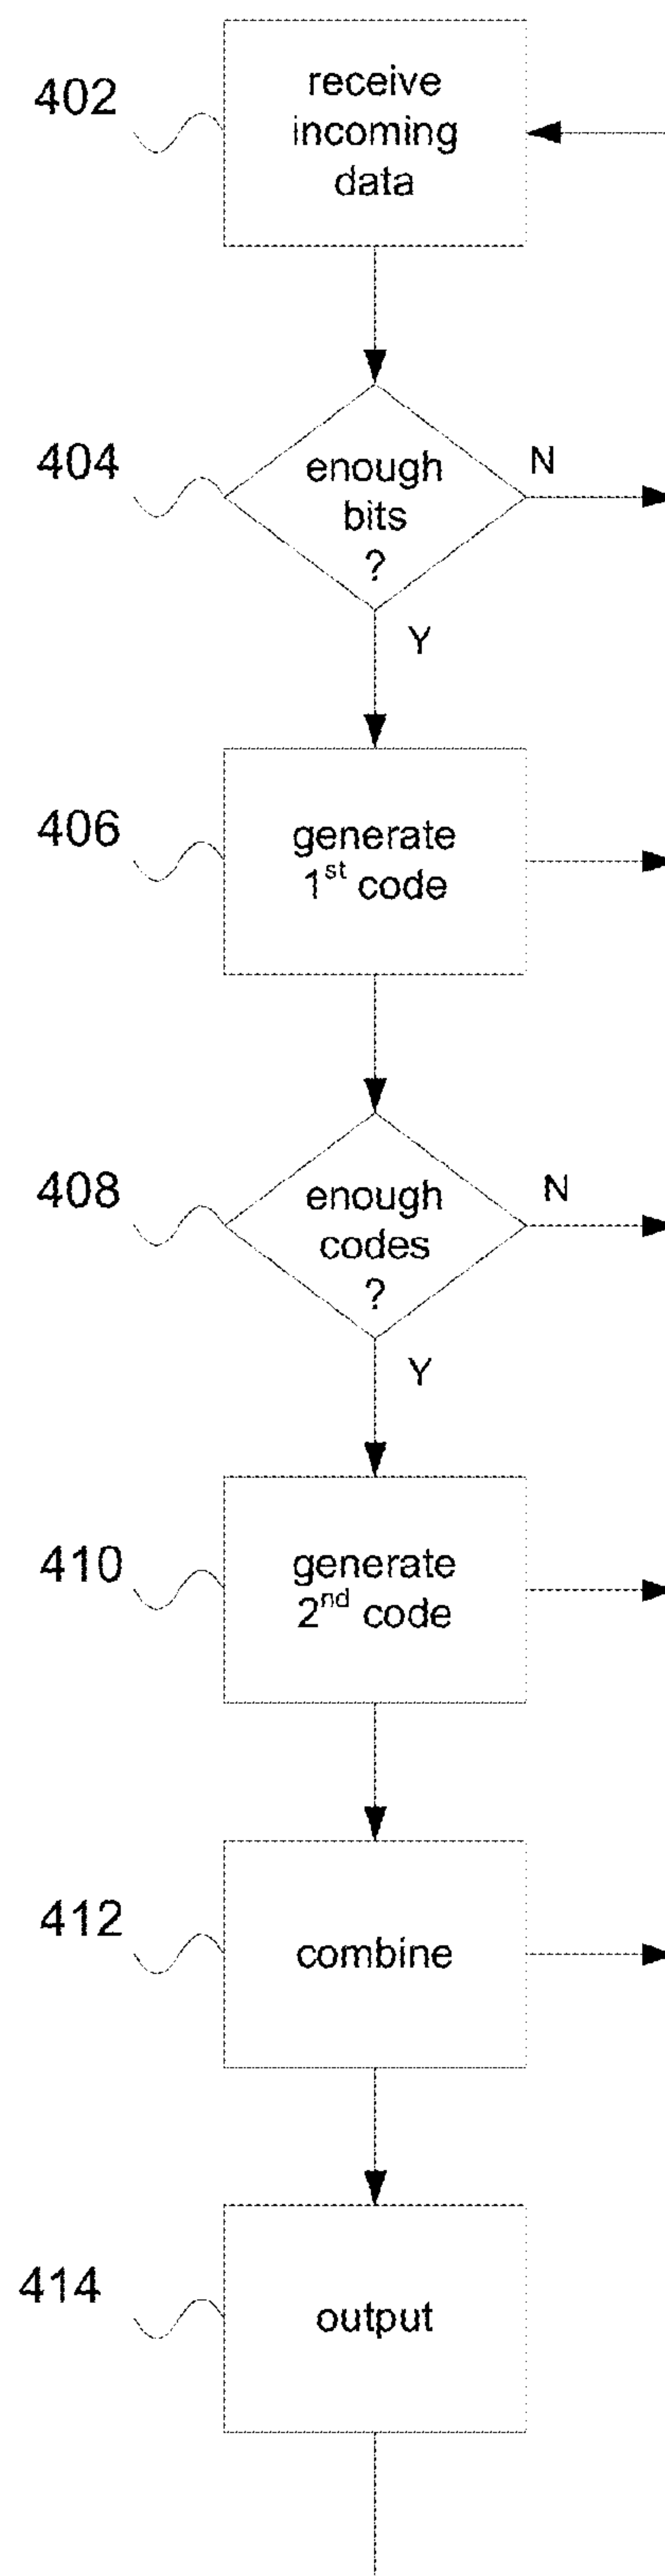 402
receive
incoming
data
404
enough
bits
?
N
Y
406
generate
1st code
408
enough
codes
?
N
Y
410
generate
2nd code
412
combine
414
output